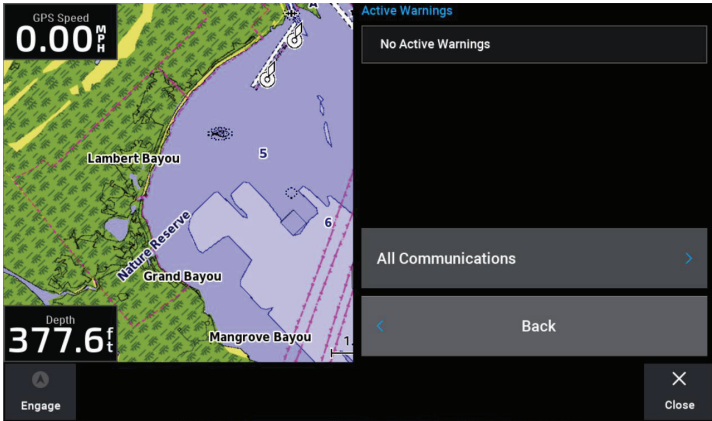 GPS Speed
0.00 MPH
A
Lambert Bayou
5
6
Nature Reserve
Grand Bayou
Mangrove Bayou
1.
Depth
377.6 ft
Engage
Active Warnings
No Active Warnings
All Communications
Back
Close